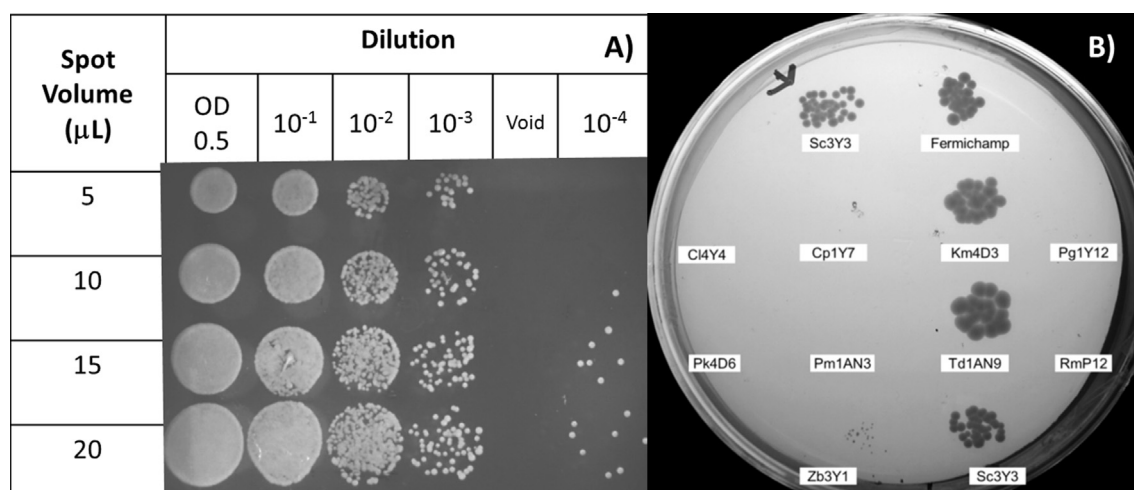 Spot
Volume
(μL)
Dilution
A)
OD
0.5
10⁻¹
10⁻²
10⁻³
Void
10⁻⁴
5
10
15
20
B)
Sc3Y3
Fermichamp
Cl4Y4
Cp1Y7
Km4D3
Pg1Y12
Pk4D6
Pm1AN3
Td1AN9
RmP12
Zb3Y1
Sc3Y3